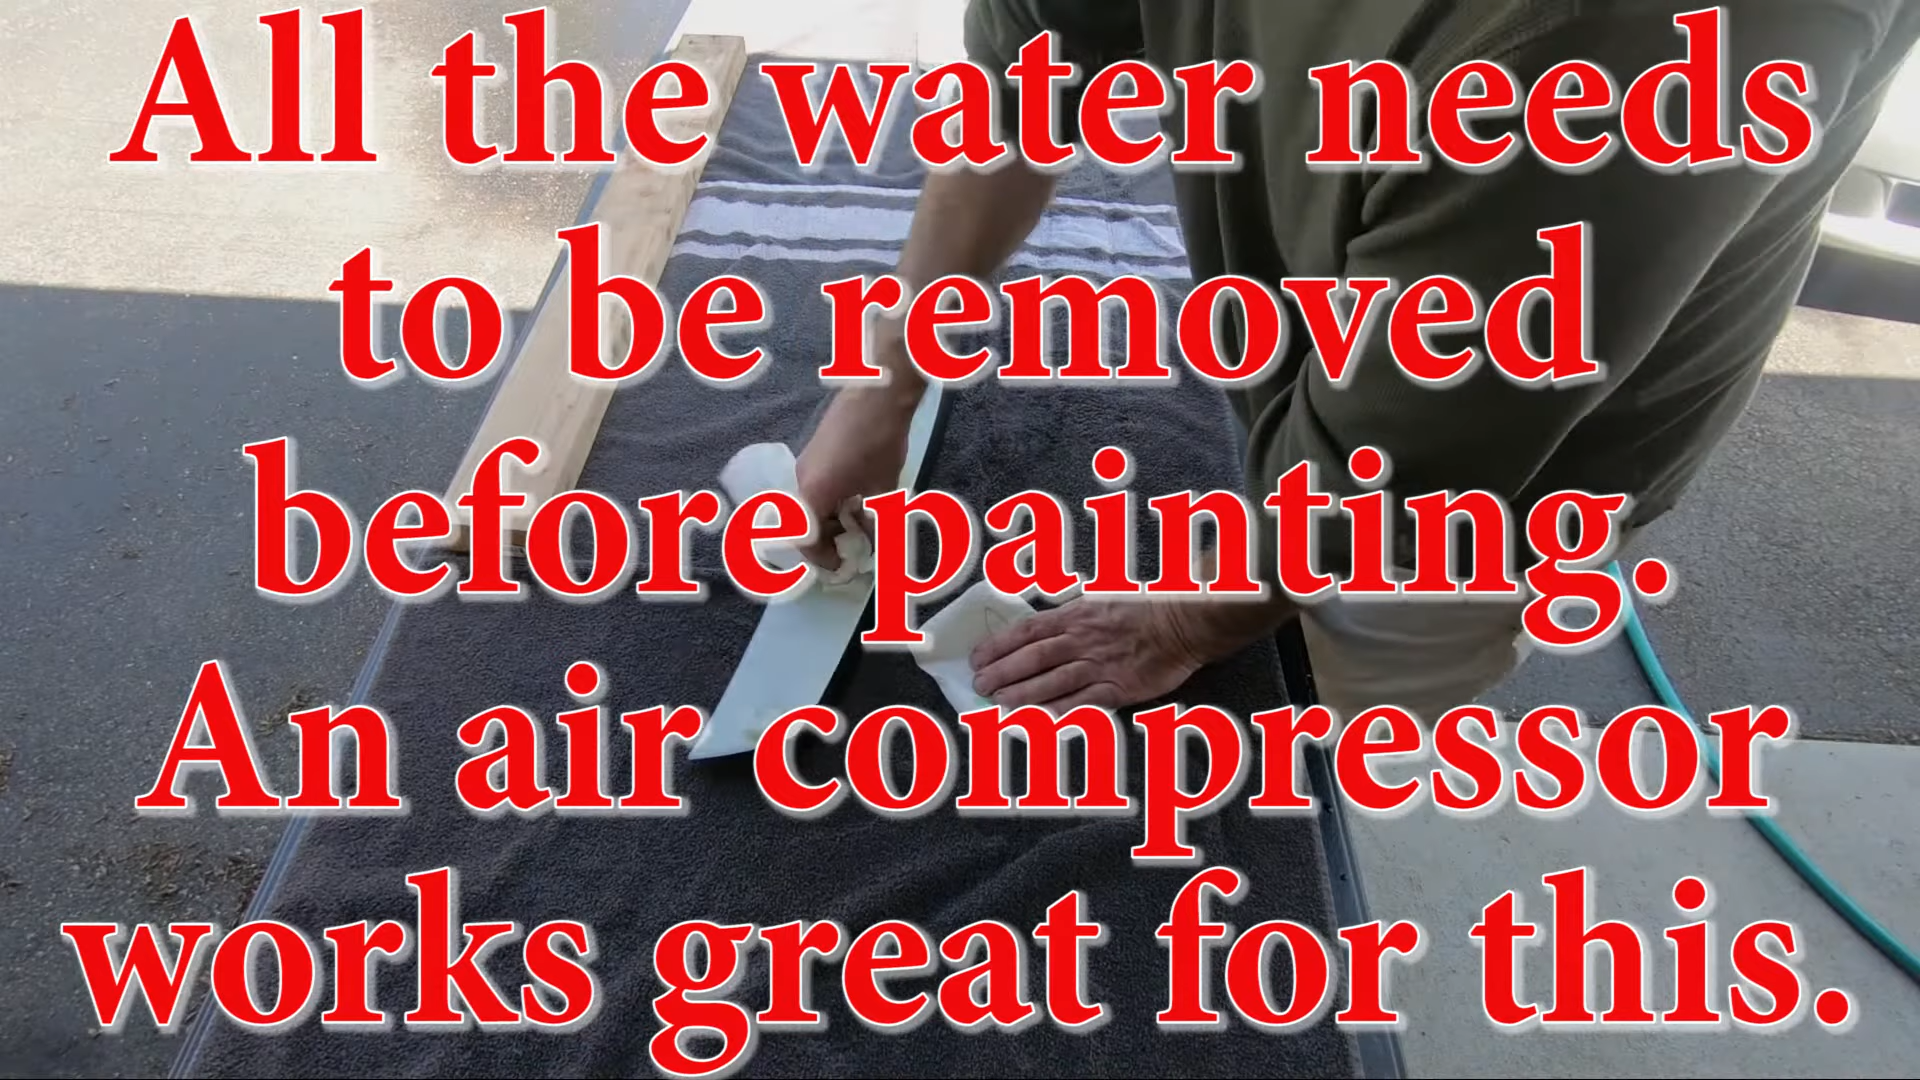 All the water needs
to be removed
before painting.
An air compressor
works great for this.